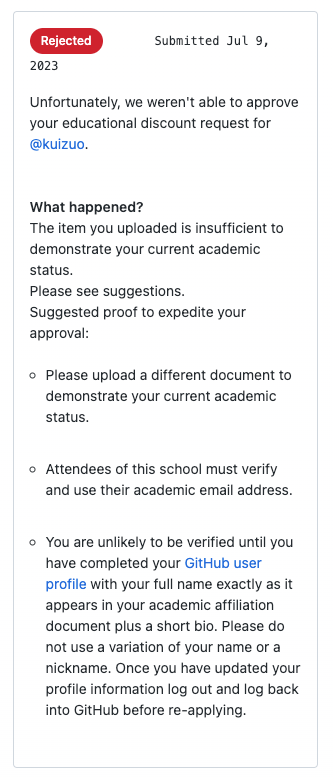 Rejected Submitted Jul 9,
2023
Unfortunately, we weren't able to approve
your educational discount request for
@kuizuo.
What happened?
The item you uploaded is insufficient to
demonstrate your current academic
status.
Please see suggestions.
Suggested proof to expedite your
approval:
Please upload a different document to
demonstrate your current academic
status.
Attendees of this school must verify
and use their academic email address.
You are unlikely to be verified until you
have completed your GitHub user
profile with your full name exactly as it
appears in your academic affiliation
document plus a short bio. Please do
not use a variation of your name or a
nickname. Once you have updated your
profile information log out and log back
into GitHub before re-applying.